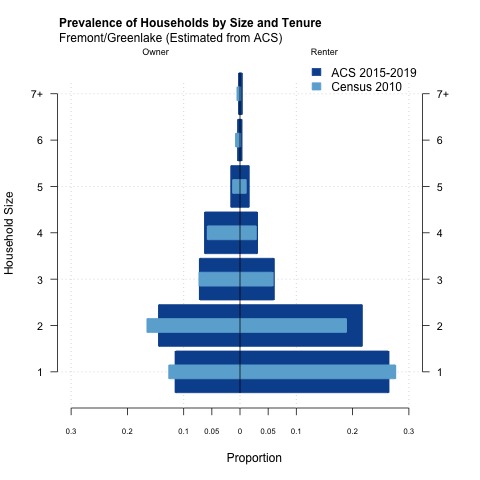 Prevalence of Households by Size and Tenure
Fremont/Greenlake (Estimated from ACS)
Owner Renter
ACS 2015-2019
Census 2010
7+ 7+
6 6
5 5
4 4
3 3
2 2
1 1
Household Size
0.3 0.2 0.1 0.05 0 0.05 0.1 0.2 0.3
Proportion